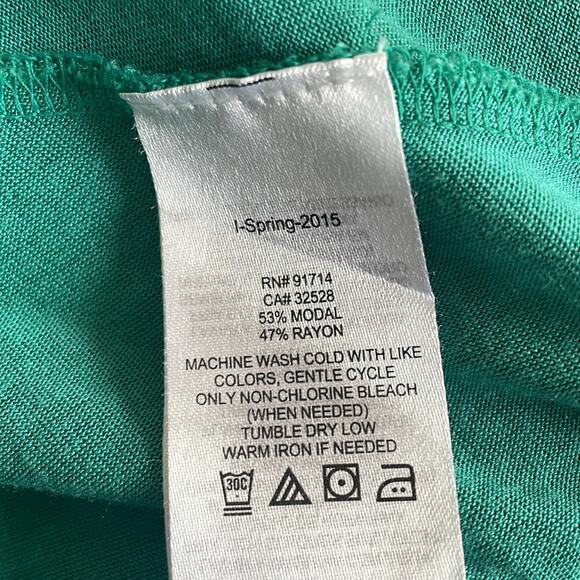 I-Spring-2015
RN# 91714
CA# 32528
53% MODAL
47% RAYON
MACHINE WASH COLD WITH LIKE
COLORS, GENTLE CYCLE
ONLY NON-CHLORINE BLEACH
(WHEN NEEDED)
TUMBLE DRY LOW
WARM IRON IF NEEDED
30C